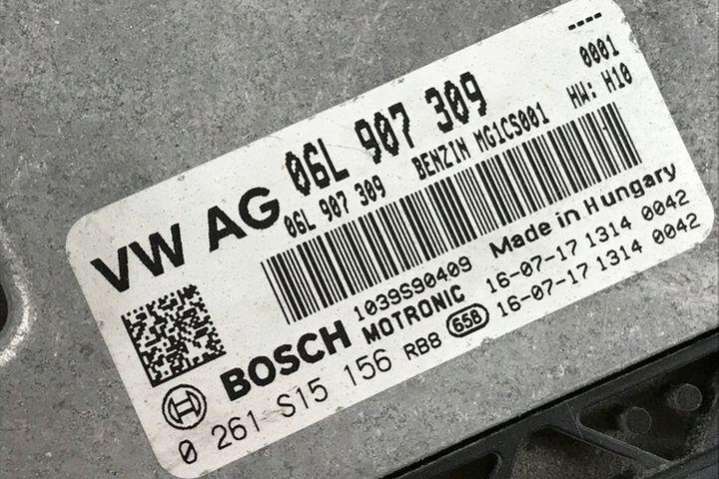 ----
0001
VW AG 06L 907 309
06L 907 309 BENZIN MG1CS001 HW: H10
1039S90409 Made in Hungary
BOSCH MOTRONIC 16-07-17 1314 0042
0 261 S15 156 RB8 658 16-07-17 1314 0042